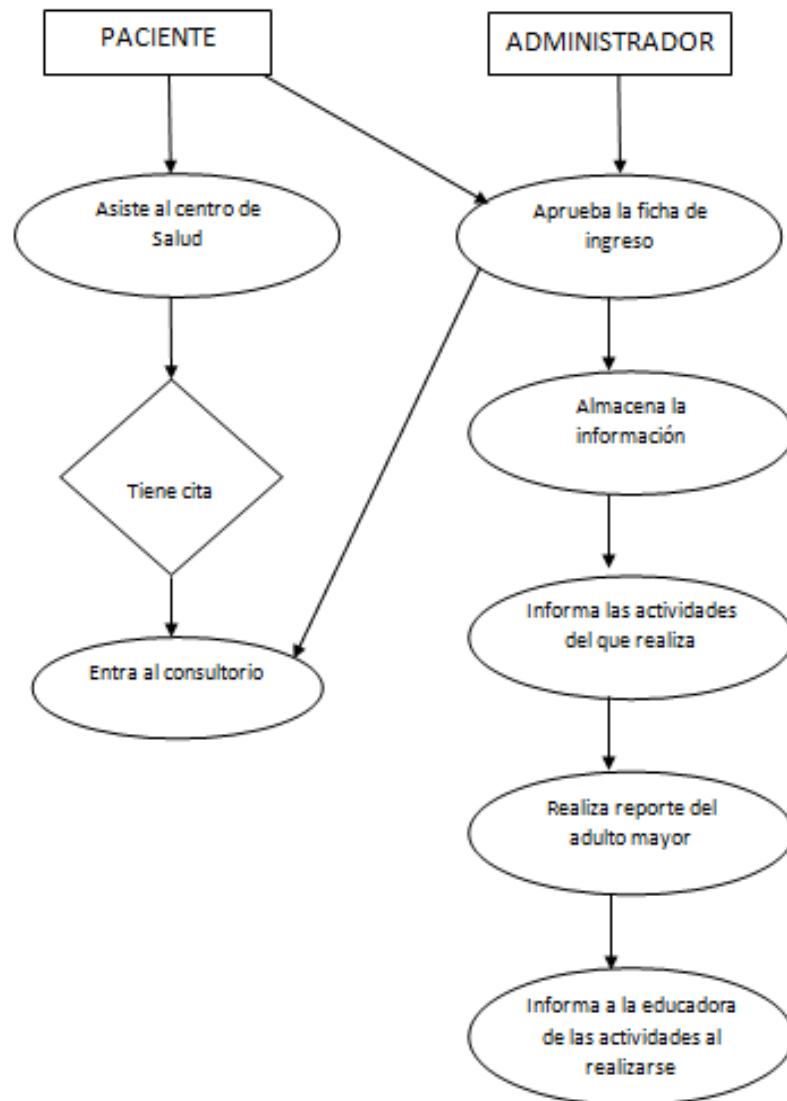 PACIENTE
ADMINISTRADOR
Asiste al centro de
Salud
Aprueba la ficha de
ingreso
Almacena la
información
Tiene cita
Informa las actividades
del que realiza
Entra al consultorio
Realiza reporte del
adulto mayor
Informa a la educadora
de las actividades al
realizarse